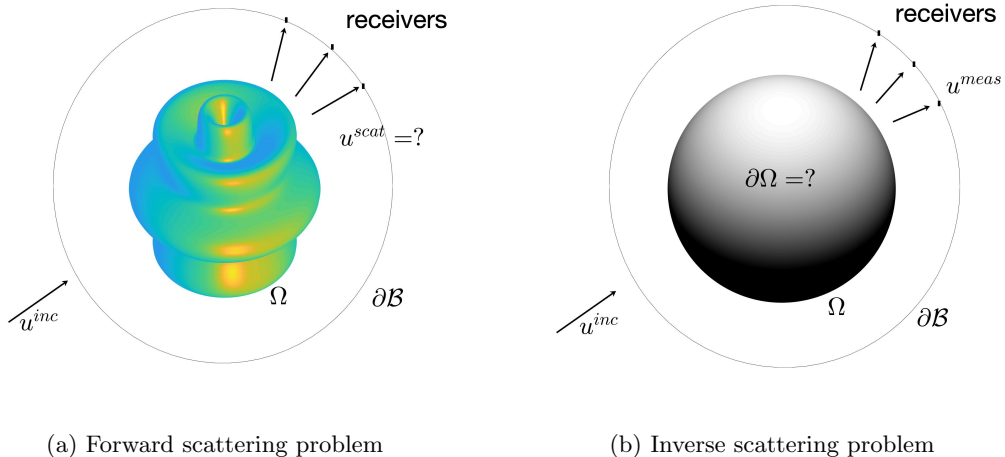 receivers
u^{scat} =?
Ω
∂ℬ
u^{inc}
(a) Forward scattering problem
receivers
u^{meas}
∂Ω =?
Ω
∂ℬ
u^{inc}
(b) Inverse scattering problem